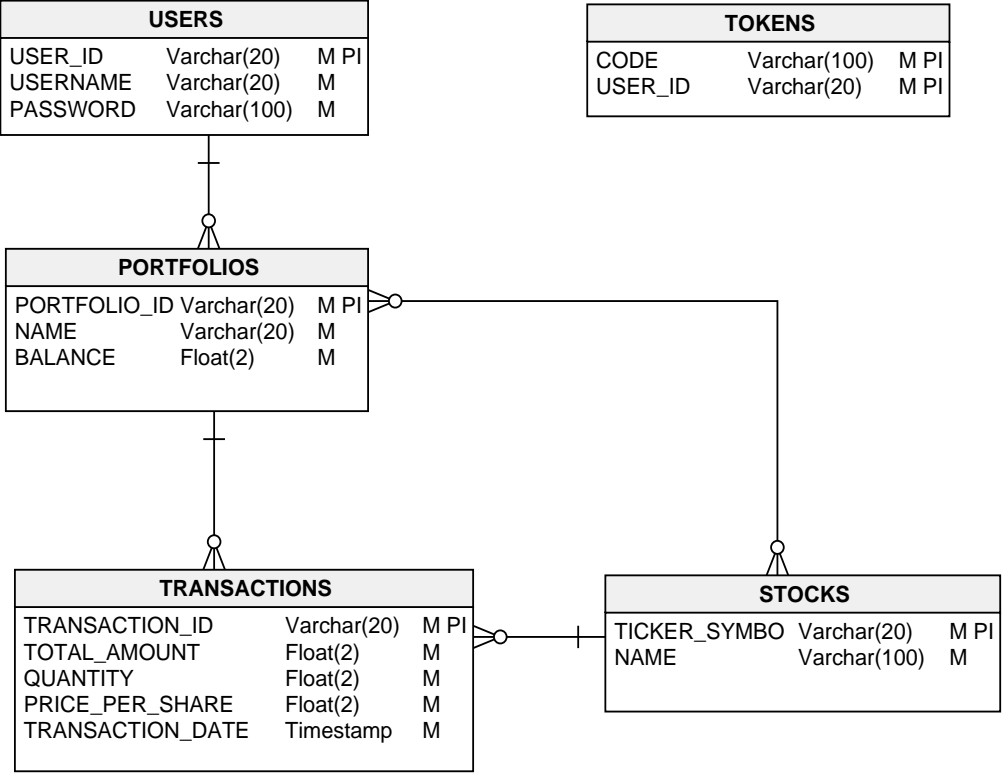 USERS
USER_ID Varchar(20) M PI
USERNAME Varchar(20) M
PASSWORD Varchar(100) M
TOKENS
CODE Varchar(100) M PI
USER_ID Varchar(20) M PI
PORTFOLIOS
PORTFOLIO_ID Varchar(20) M PI
NAME Varchar(20) M
BALANCE Float(2) M
TRANSACTIONS
TRANSACTION_ID Varchar(20) M PI
TOTAL_AMOUNT Float(2) M
QUANTITY Float(2) M
PRICE_PER_SHARE Float(2) M
TRANSACTION_DATE Timestamp M
STOCKS
TICKER_SYMBO Varchar(20) M PI
NAME Varchar(100) M